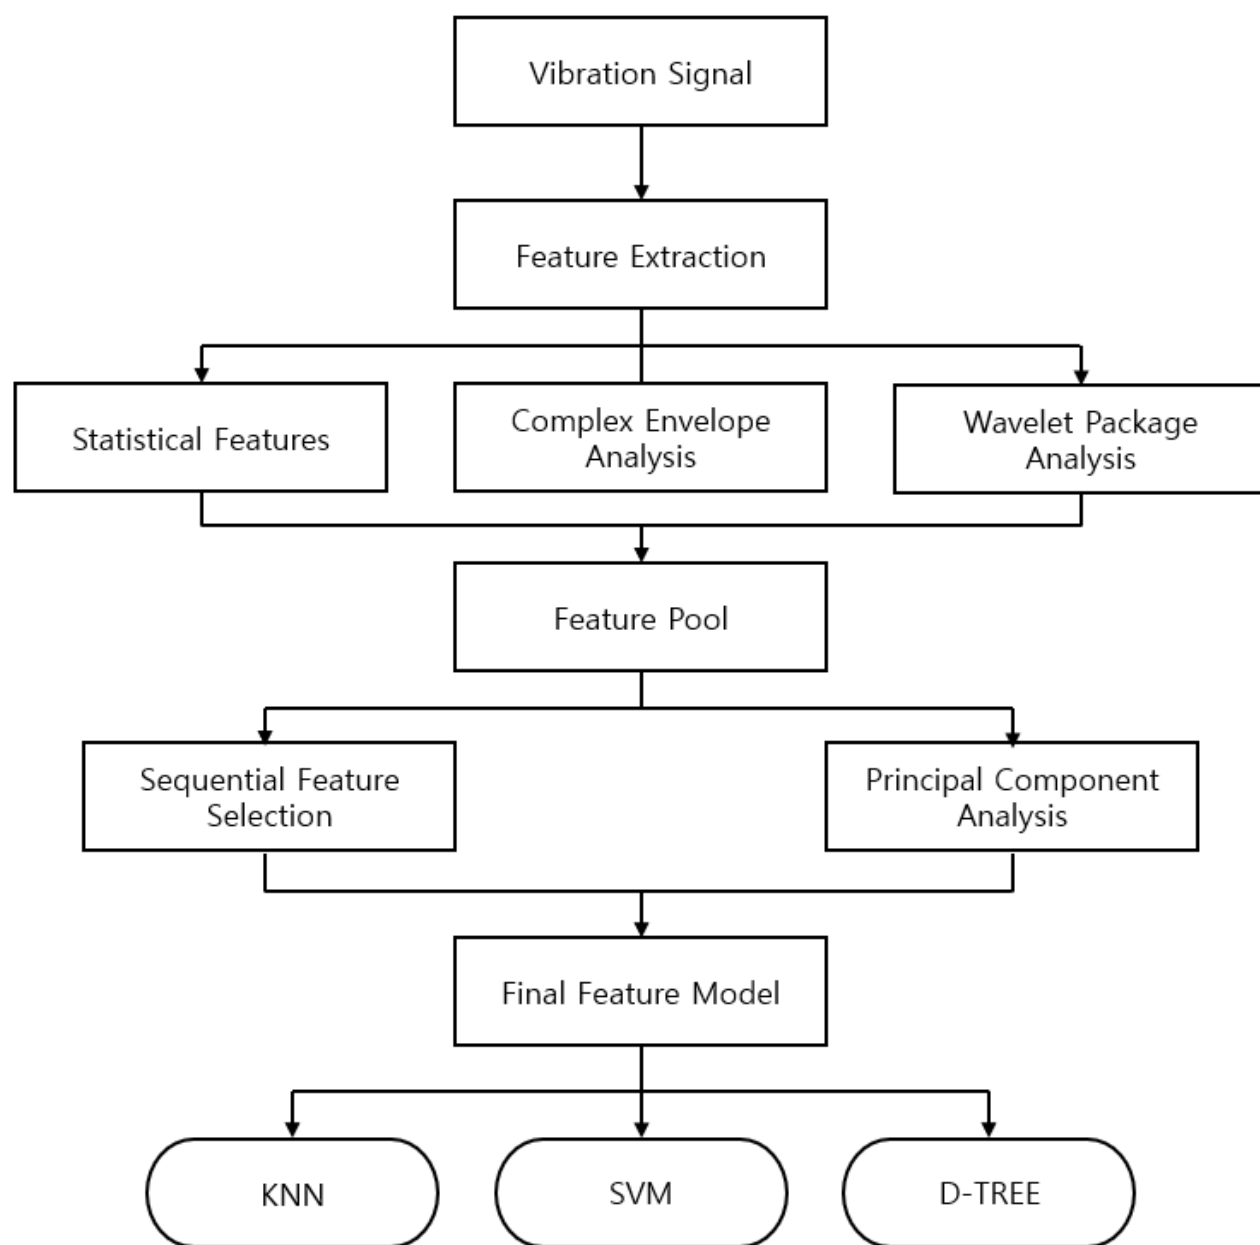 Vibration Signal
Feature Extraction
Statistical Features
Complex Envelope
Analysis
Wavelet Package
Analysis
Feature Pool
Sequential Feature
Selection
Principal Component
Analysis
Final Feature Model
KNN
SVM
D-TREE